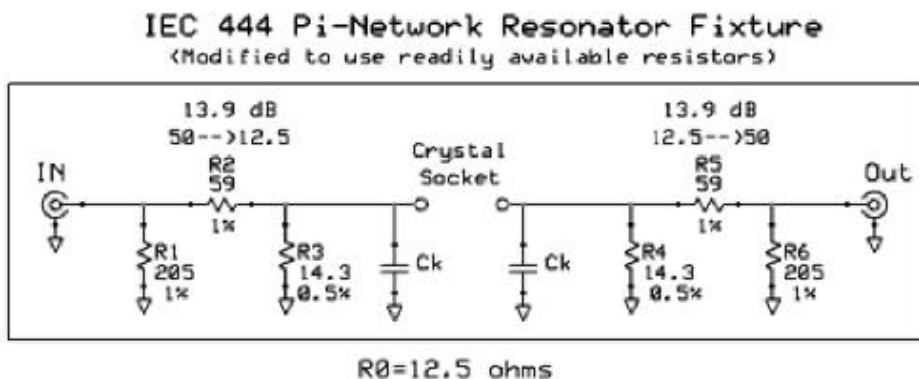 IEC 444 Pi-Network Resonator Fixture
(Modified to use readily available resistors)
13.9 dB
50-->12.5
13.9 dB
12.5-->50
IN
R2
59
1%
Crystal
Socket
R5
59
1%
Out
R1
205
1%
R3
14.3
0.5%
Ck
Ck
R4
14.3
0.5%
R6
205
1%
R0=12.5 ohms